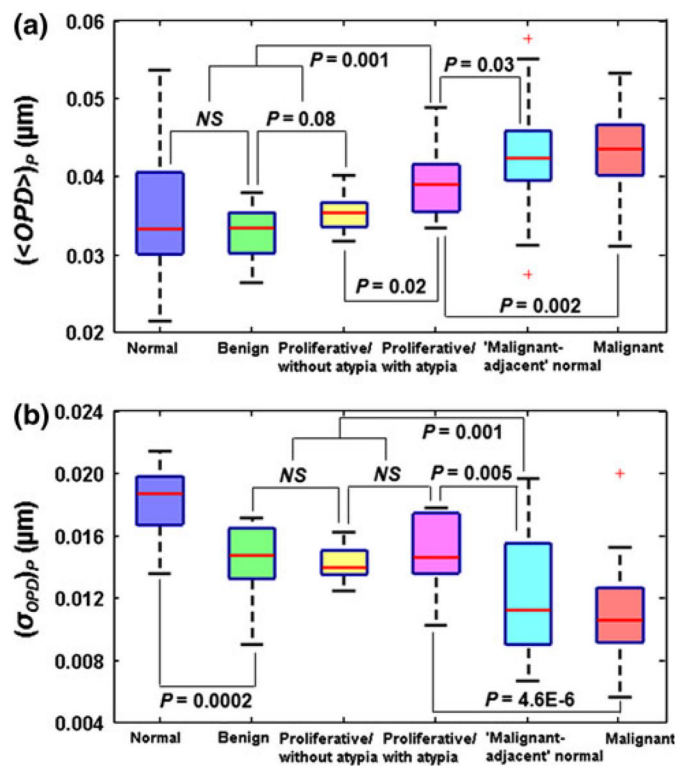 (a)
0.06
0.05
0.04
0.03
0.02
(<OPD>)P (μm)
P = 0.001
P = 0.03
NS
P = 0.08
P = 0.02
P = 0.002
Normal
Benign
Proliferative/
without atypia
Proliferative/
with atypia
'Malignant-
adjacent' normal
Malignant
(b)
0.024
0.020
0.016
0.012
0.008
0.004
(σOPD)P (μm)
P = 0.001
NS
NS
P = 0.005
P = 0.0002
P = 4.6E-6
Normal
Benign
Proliferative/
without atypia
Proliferative/
with atypia
'Malignant-
adjacent' normal
Malignant